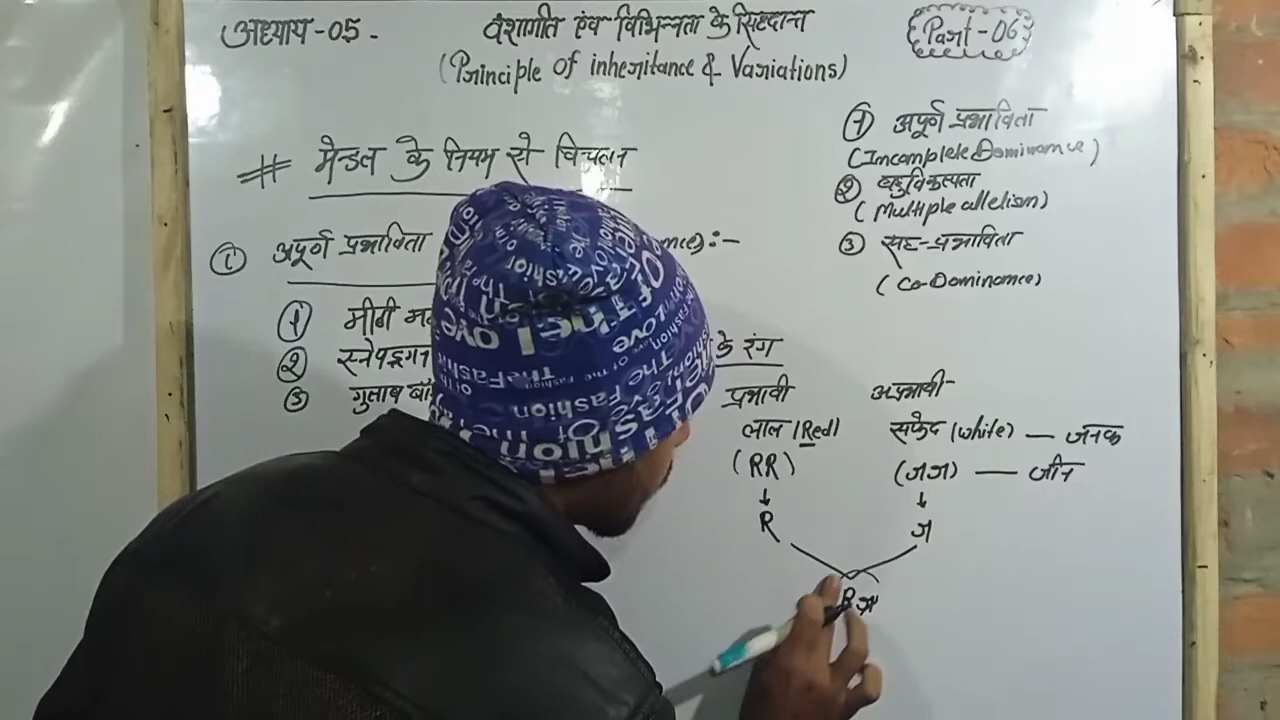 अध्याय-05.
वंशागति एंव विभिन्नता के सिद्दान्त
(Principle of inheritance & Variations)
Part-06
# मेन्डल के नियम से विचलन
① अपूर्ण प्रभाविता
nce):-
① मीठी
② स्नेपड्रगन
③ गुलाब बां
① अपूर्ण प्रभाविता
(Incomplete Dominance)
② बहुविकल्पता
(Multiple allelism)
③ सह-प्रभाविता
(Co-Dominance)
के रंग
प्रभावी अप्रभावी-
लाल (Red) सफेद (white) — जनक
(RR) (rr) — जीन
R r
Rr